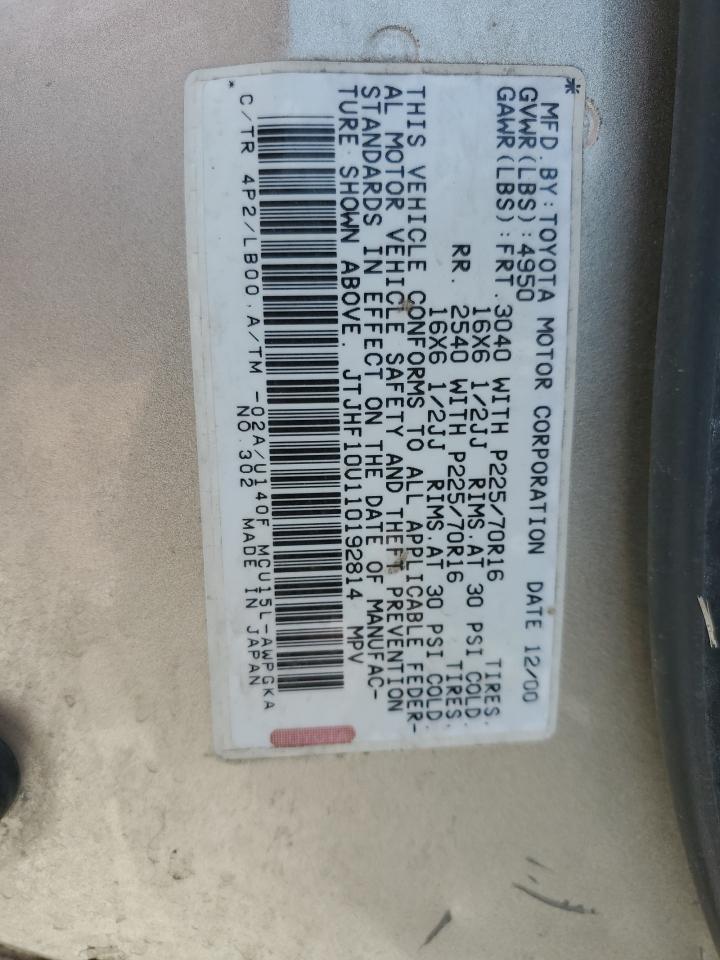 MFD.BY:TOYOTA MOTOR CORPORATION DATE 12/00
GVWR(LBS):4950
GAWR(LBS):FRT.3040 WITH P225/70R16 TIRES.
16X6 1/2JJ RIMS.AT 30 PSI COLD.
RR. 2540 WITH P225/70R16 TIRES.
16X6 1/2JJ RIMS.AT 30 PSI COLD.
THIS VEHICLE CONFORMS TO ALL APPLICABLE FEDER-
AL MOTOR VEHICLE SAFETY AND THEFT PREVENTION
STANDARDS IN EFFECT ON THE DATE OF MANUFAC-
TURE SHOWN ABOVE. JTJHF10U110192814 MPV
* C/TR 4P2/LB00.A/TM -02A/U140F.MCU15L-AWPGKA
NO.302 MADE IN JAPAN